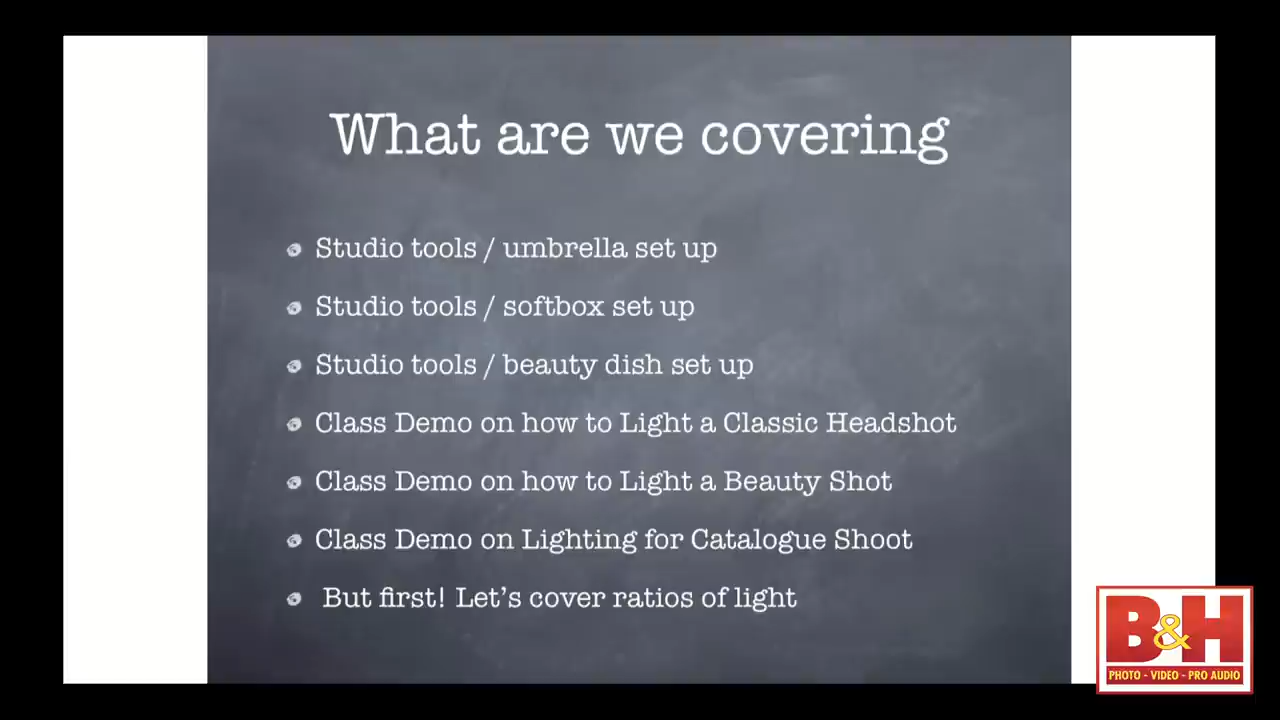 What are we covering
Studio tools / umbrella set up
Studio tools / softbox set up
Studio tools / beauty dish set up
Class Demo on how to Light a Classic Headshot
Class Demo on how to Light a Beauty Shot
Class Demo on Lighting for Catalogue Shoot
But first! Let's cover ratios of light
B&H
PHOTO - VIDEO - PRO AUDIO